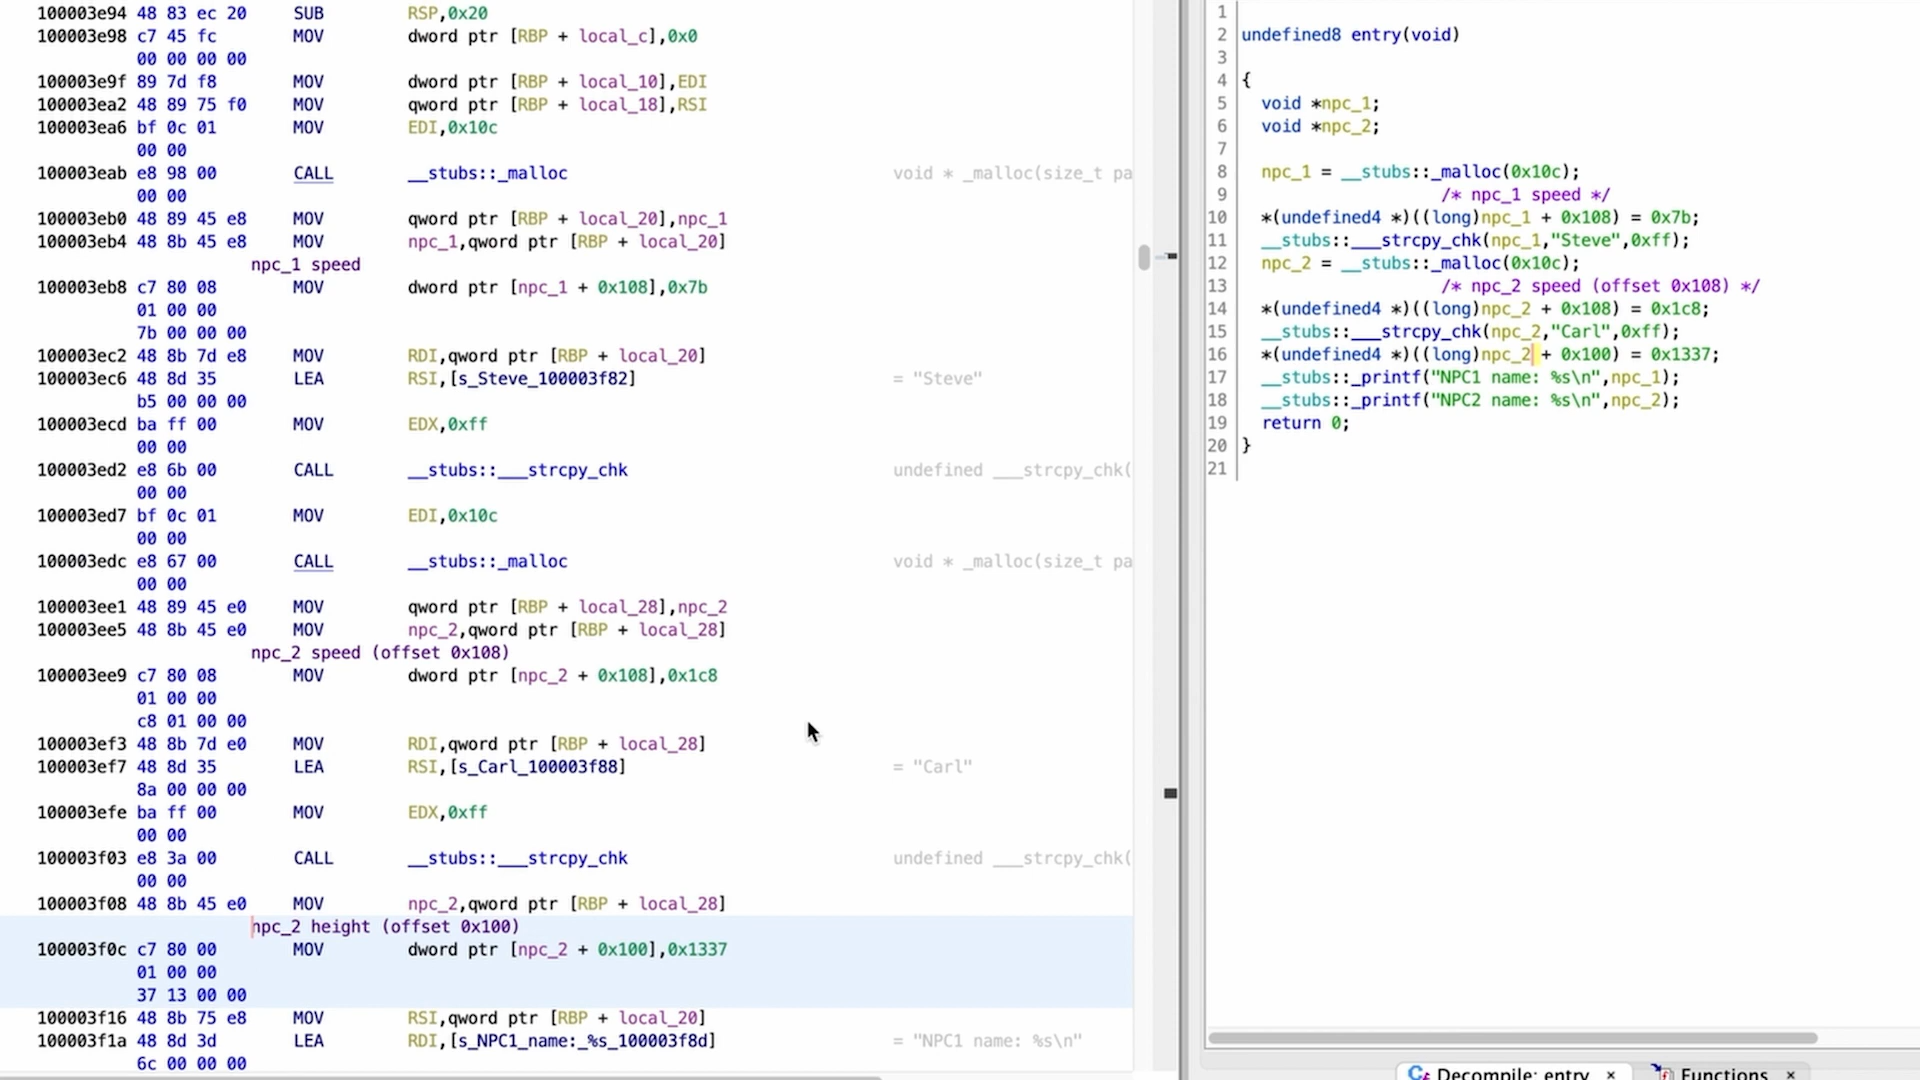 100003e94 48 83 ec 20 SUB RSP,0x20
100003e98 c7 45 fc MOV dword ptr [RBP + local_c],0x0
00 00 00 00
100003e9f 89 7d f8 MOV dword ptr [RBP + local_10],EDI
100003ea2 48 89 75 f0 MOV qword ptr [RBP + local_18],RSI
100003ea6 bf 0c 01 MOV EDI,0x10c
00 00
100003eab e8 98 00 CALL __stubs::_malloc void * _malloc(size_t pa
00 00
100003eb0 48 89 45 e8 MOV qword ptr [RBP + local_20],npc_1
100003eb4 48 8b 45 e8 MOV npc_1,qword ptr [RBP + local_20]
npc_1 speed
100003eb8 c7 80 08 MOV dword ptr [npc_1 + 0x108],0x7b
01 00 00
7b 00 00 00
100003ec2 48 8b 7d e8 MOV RDI,qword ptr [RBP + local_20]
100003ec6 48 8d 35 LEA RSI,[s_Steve_100003f82] = "Steve"
b5 00 00 00
100003ecd ba ff 00 MOV EDX,0xff
00 00
100003ed2 e8 6b 00 CALL __stubs::___strcpy_chk undefined ___strcpy_chk(
00 00
100003ed7 bf 0c 01 MOV EDI,0x10c
00 00
100003edc e8 67 00 CALL __stubs::_malloc void * _malloc(size_t pa
00 00
100003ee1 48 89 45 e0 MOV qword ptr [RBP + local_28],npc_2
100003ee5 48 8b 45 e0 MOV npc_2,qword ptr [RBP + local_28]
npc_2 speed (offset 0x108)
100003ee9 c7 80 08 MOV dword ptr [npc_2 + 0x108],0x1c8
01 00 00
c8 01 00 00
100003ef3 48 8b 7d e0 MOV RDI,qword ptr [RBP + local_28]
100003ef7 48 8d 35 LEA RSI,[s_Carl_100003f88] = "Carl"
8a 00 00 00
100003efe ba ff 00 MOV EDX,0xff
00 00
100003f03 e8 3a 00 CALL __stubs::___strcpy_chk undefined ___strcpy_chk(
00 00
100003f08 48 8b 45 e0 MOV npc_2,qword ptr [RBP + local_28]
npc_2 height (offset 0x100)
100003f0c c7 80 00 MOV dword ptr [npc_2 + 0x100],0x1337
01 00 00
37 13 00 00
100003f16 48 8b 75 e8 MOV RSI,qword ptr [RBP + local_20]
100003f1a 48 8d 3d LEA RDI,[s_NPC1_name:_%s_100003f8d] = "NPC1 name: %s\n"
6c 00 00 00
1
2 undefined8 entry(void)
3
4 {
5 void *npc_1;
6 void *npc_2;
7
8 npc_1 = __stubs::_malloc(0x10c);
9 /* npc_1 speed */
10 *(undefined4 *)((long)npc_1 + 0x108) = 0x7b;
11 __stubs::___strcpy_chk(npc_1,"Steve",0xff);
12 npc_2 = __stubs::_malloc(0x10c);
13 /* npc_2 speed (offset 0x108) */
14 *(undefined4 *)((long)npc_2 + 0x108) = 0x1c8;
15 __stubs::___strcpy_chk(npc_2,"Carl",0xff);
16 *(undefined4 *)((long)npc_2 + 0x100) = 0x1337;
17 __stubs::_printf("NPC1 name: %s\n",npc_1);
18 __stubs::_printf("NPC2 name: %s\n",npc_2);
19 return 0;
20 }
21
Decompile: entry × Functions ×